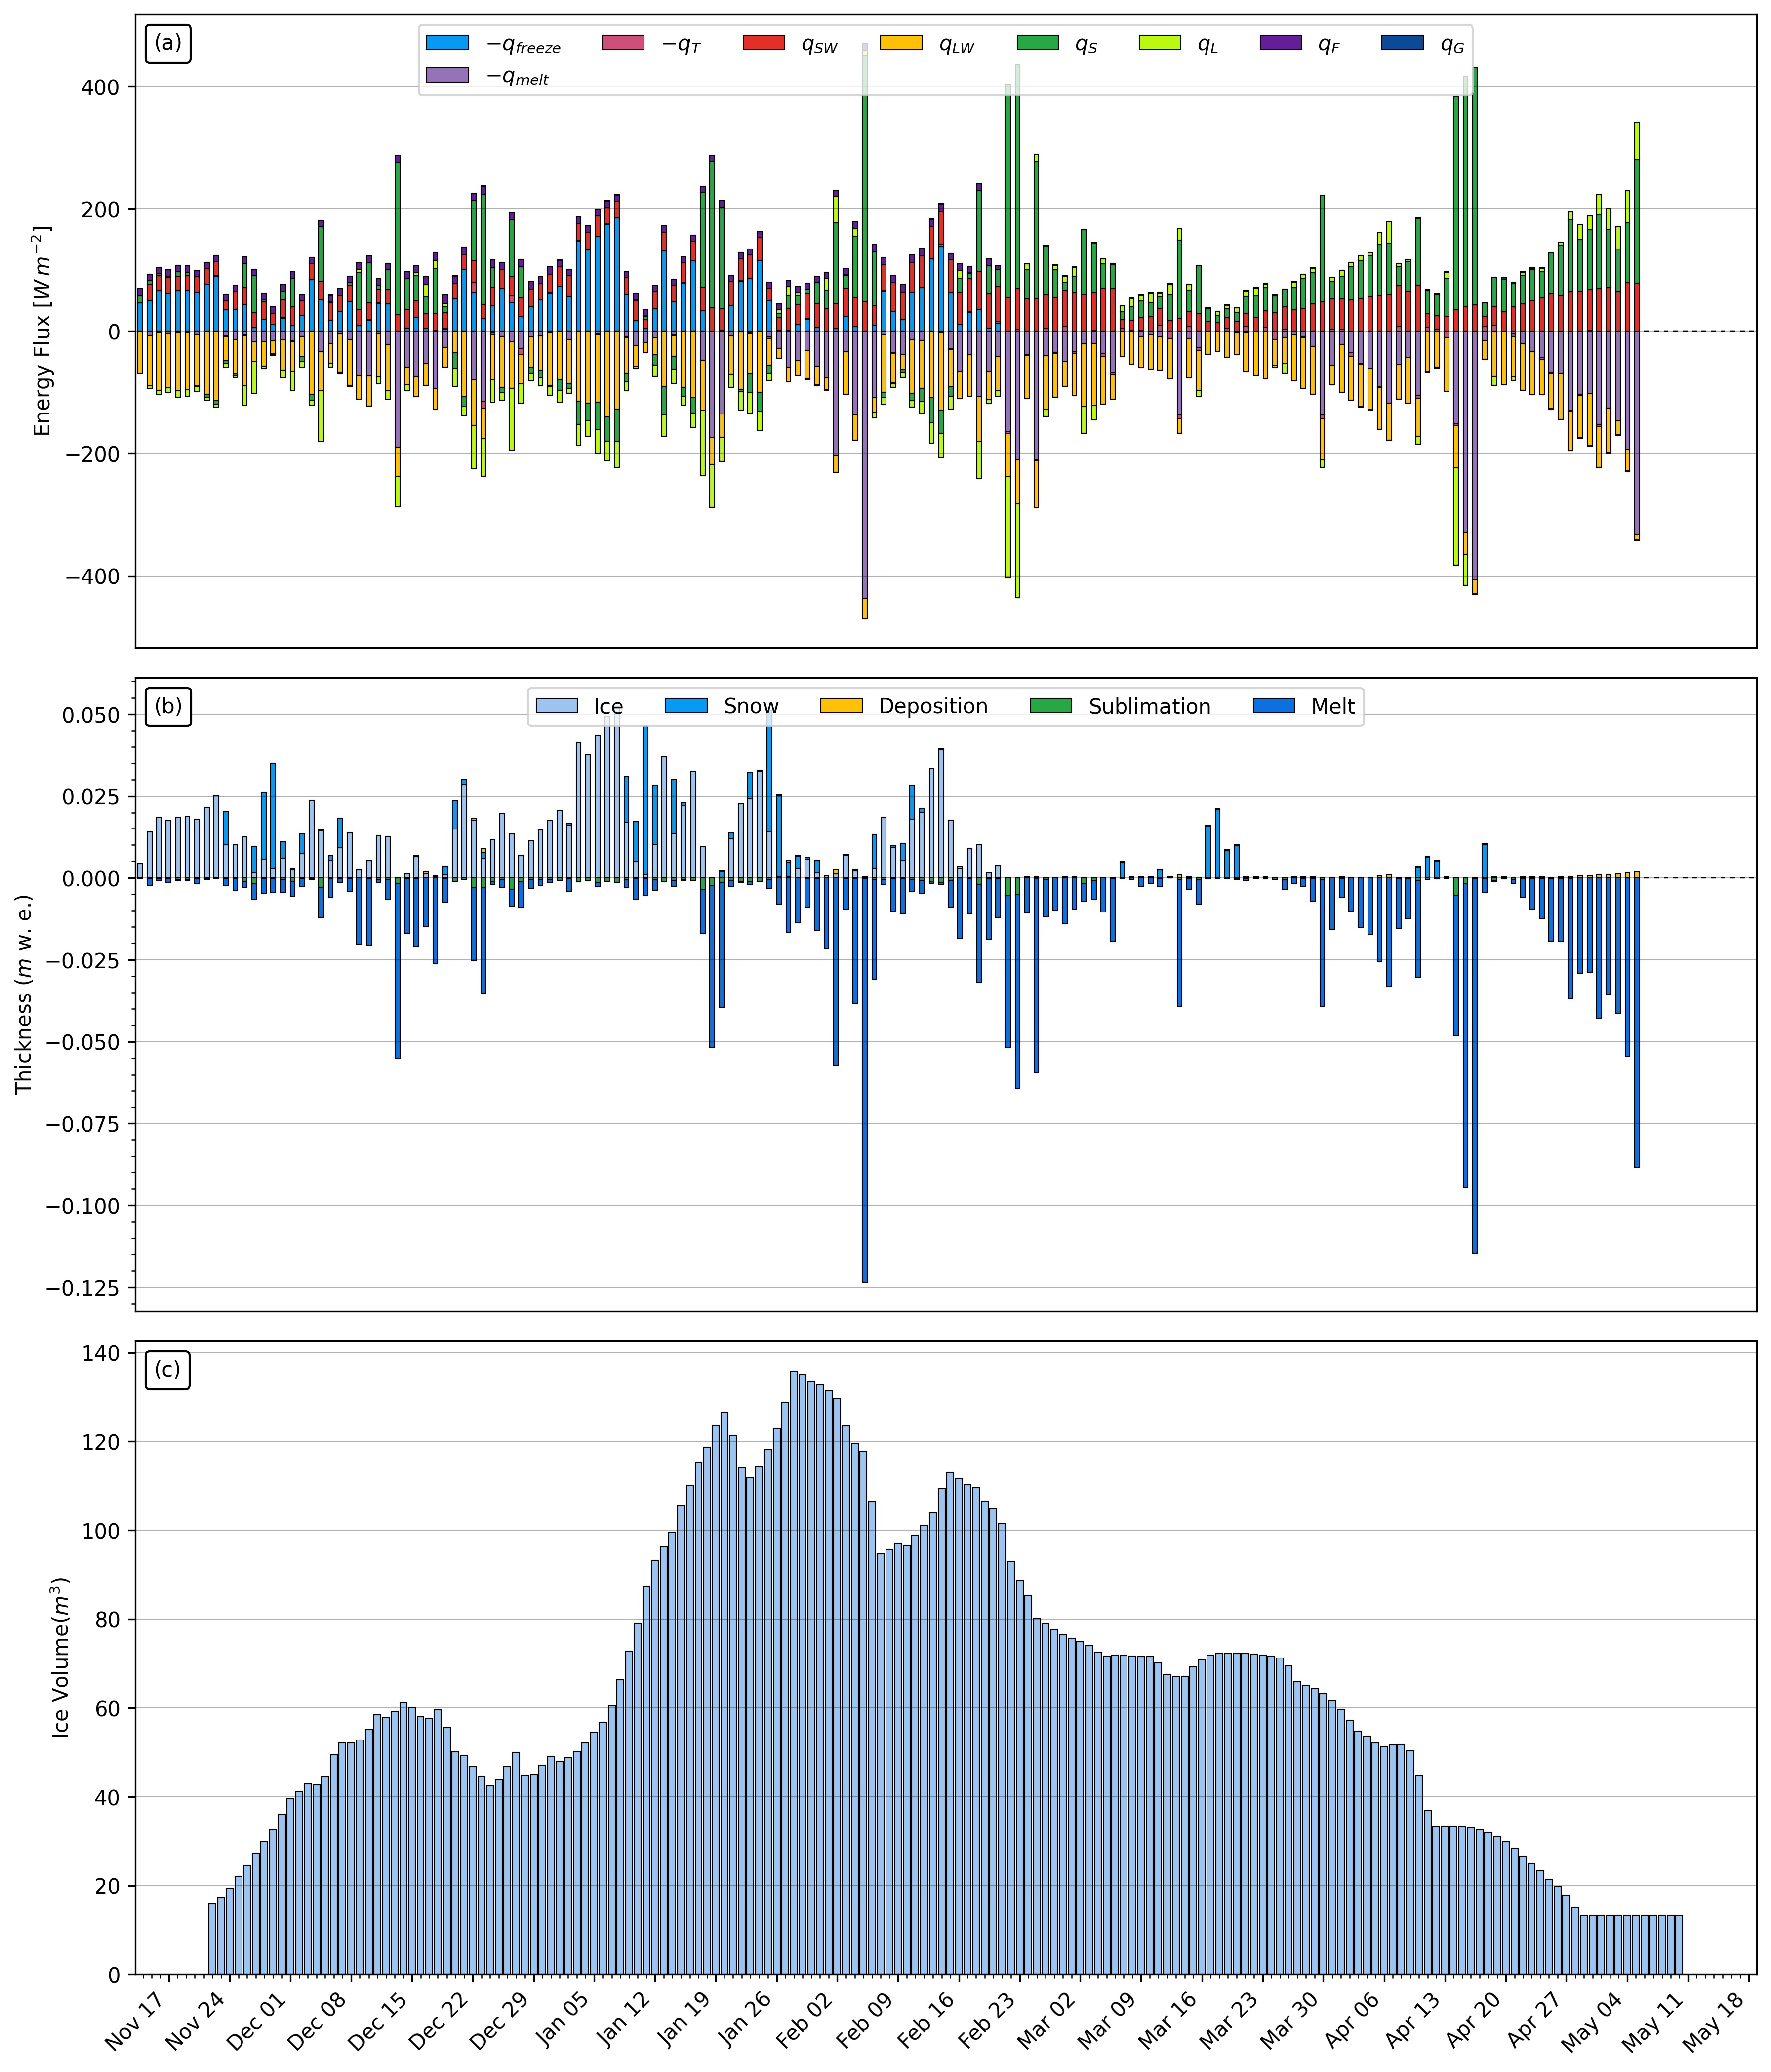 (a)
−q_freeze −q_T q_SW q_LW q_S q_L q_F q_G
−q_melt
Energy Flux [W m⁻²]
400
200
0
−200
−400
(b)
Ice Snow Deposition Sublimation Melt
Thickness (m w. e.)
0.050
0.025
0.000
−0.025
−0.050
−0.075
−0.100
−0.125
(c)
Ice Volume(m³)
140
120
100
80
60
40
20
0
Nov 17 Nov 24 Dec 01 Dec 08 Dec 15 Dec 22 Dec 29 Jan 05 Jan 12 Jan 19 Jan 26 Feb 02 Feb 09 Feb 16 Feb 23 Mar 02 Mar 09 Mar 16 Mar 23 Mar 30 Apr 06 Apr 13 Apr 20 Apr 27 May 04 May 11 May 18